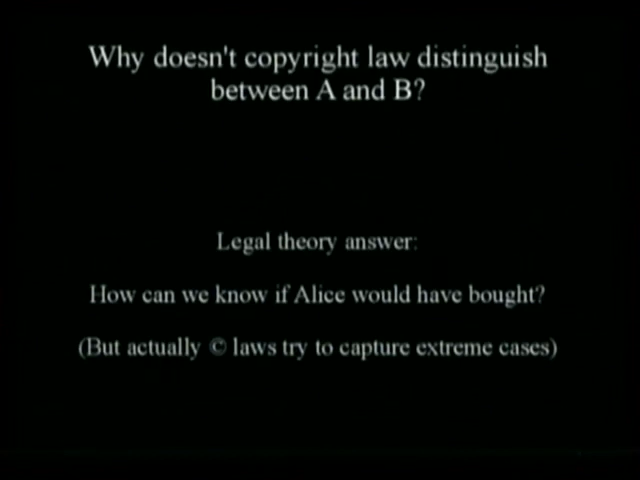 Why doesn't copyright law distinguish
between A and B?
Legal theory answer:
How can we know if Alice would have bought?
(But actually © laws try to capture extreme cases)